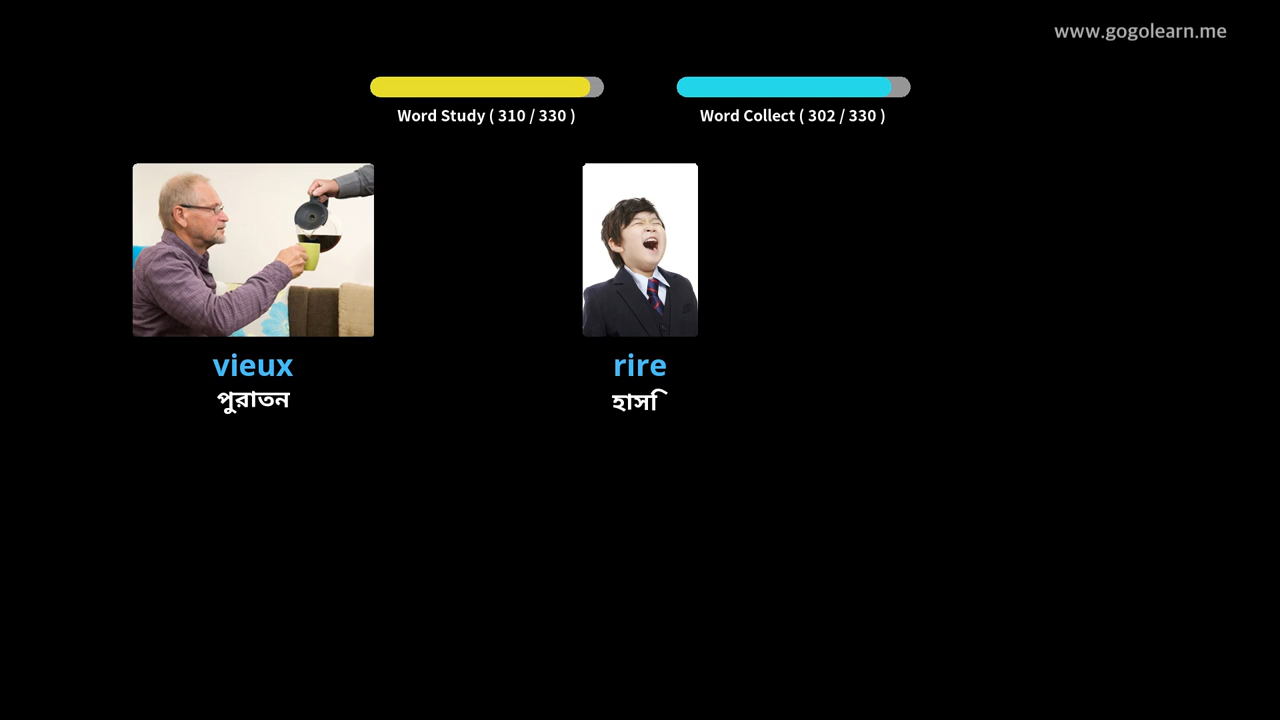 www.gogolearn.me
Word Study ( 310 / 330 )
Word Collect ( 302 / 330 )
vieux
পুরাতন
rire
হাসি